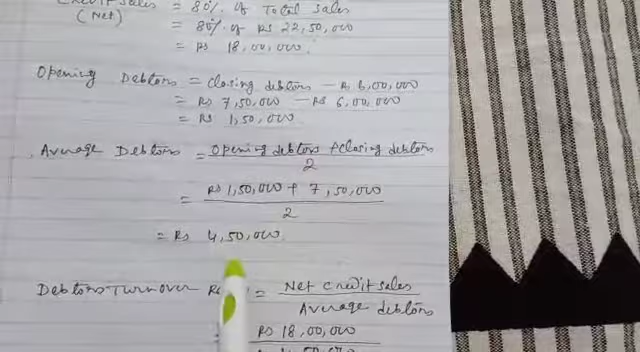 = 80% of Total Sales
(Net)
= 80% of Rs 22,50,000
= Rs 18,00,000.
Opening Debtors = Closing debtors - Rs 6,00,000
= Rs 7,50,000 - Rs 6,00,000
= Rs 1,50,000.
Average Debtors = Opening debtors + Closing debtors
2
= Rs 1,50,000 + 7,50,000
2
= Rs 4,50,000.
Debtors Turnover = Net Credit Sales
Average debtors
Rs 18,00,000